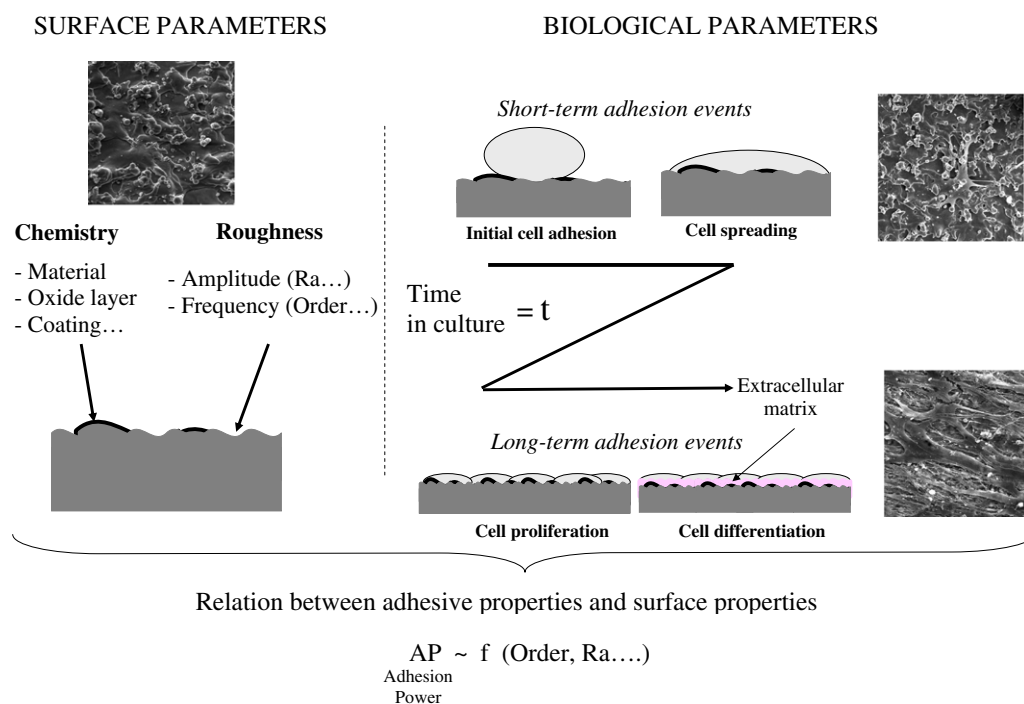 SURFACE PARAMETERS
BIOLOGICAL PARAMETERS
Chemistry
- Material
- Oxide layer
- Coating…
Roughness
- Amplitude (Ra…)
- Frequency (Order…)
Short-term adhesion events
Initial cell adhesion
Cell spreading
Time
in culture = t
Extracellular
matrix
Long-term adhesion events
Cell proliferation
Cell differentiation
Relation between adhesive properties and surface properties
AP ~ f (Order, Ra….)
Adhesion
Power